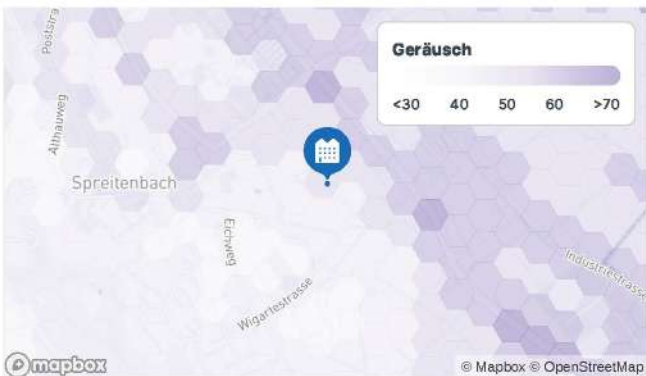 Poststra
Geräusch
<30 40 50 60 >70
Althauweg
Spreitenbach
Eichweg
Industriestrasse
Wigartestrasse
mapbox
© Mapbox © OpenStreetMap